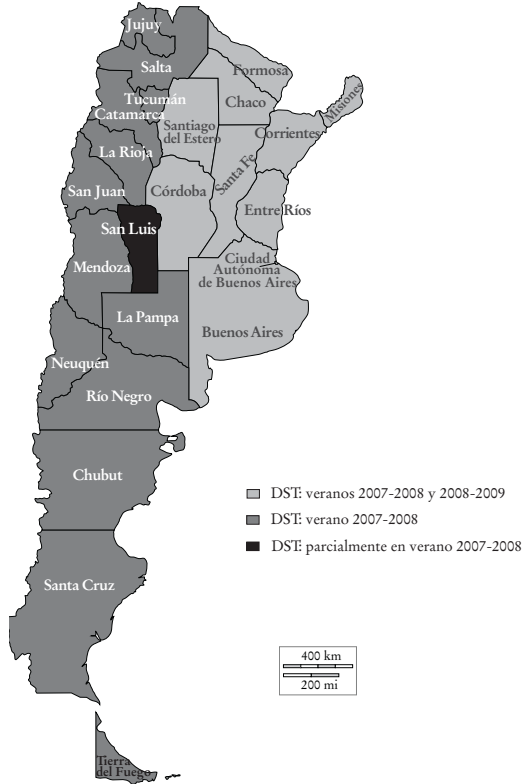 Jujuy
Salta
Formosa
Chaco
Misiones
Tucumán
Catamarca
Santiago
del Estero
Corrientes
La Rioja
Santa Fe
San Juan
Córdoba
Entre Ríos
San Luis
Mendoza
Ciudad
Autónoma
de Buenos Aires
La Pampa
Buenos Aires
Neuquén
Río Negro
Chubut
Santa Cruz
Tierra
del Fuego
DST: veranos 2007-2008 y 2008-2009
DST: verano 2007-2008
DST: parcialmente en verano 2007-2008
400 km
200 mi